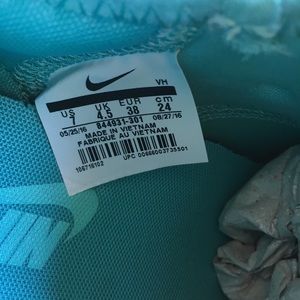 VH
US UK EUR cm
7 4.5 38 24
844931-301
05/25/16 08/27/16
MADE IN VIETNAM
FABRIQUE AU VIETNAM
UPC 00666003735501